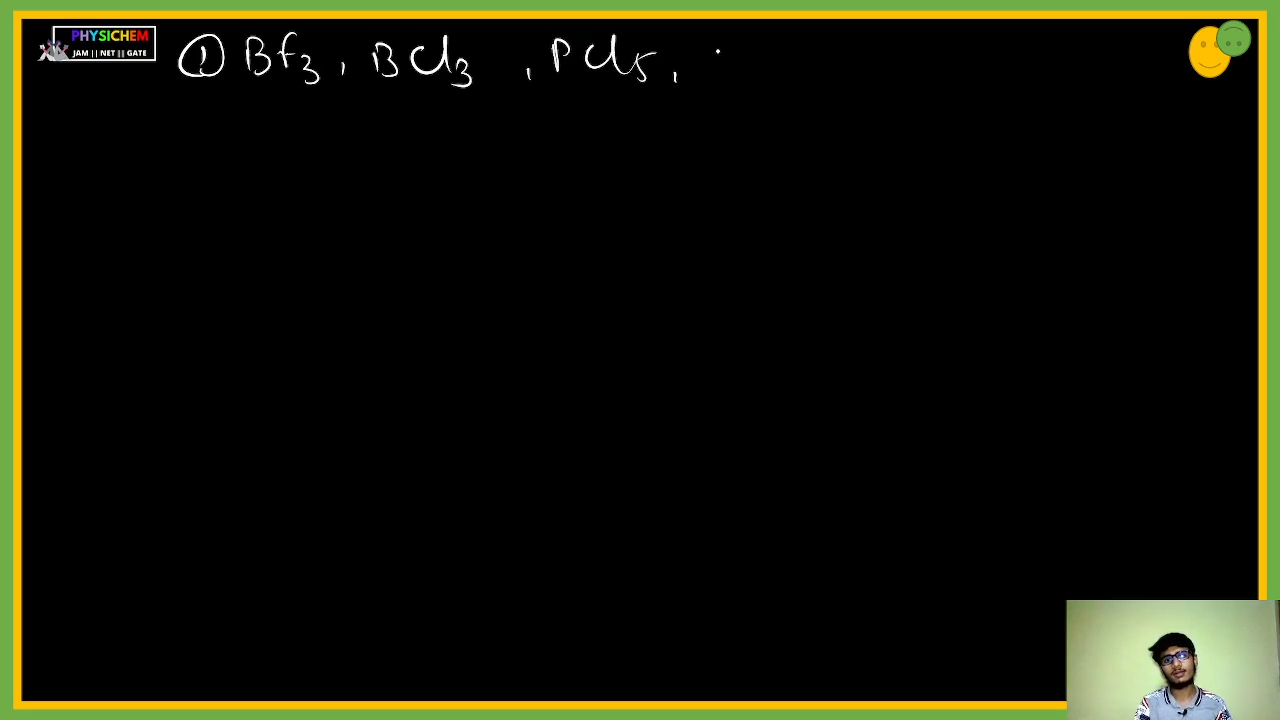 PHYSICHEM
JAM || NET || GATE
① Bf3, BCl3, PCl5,